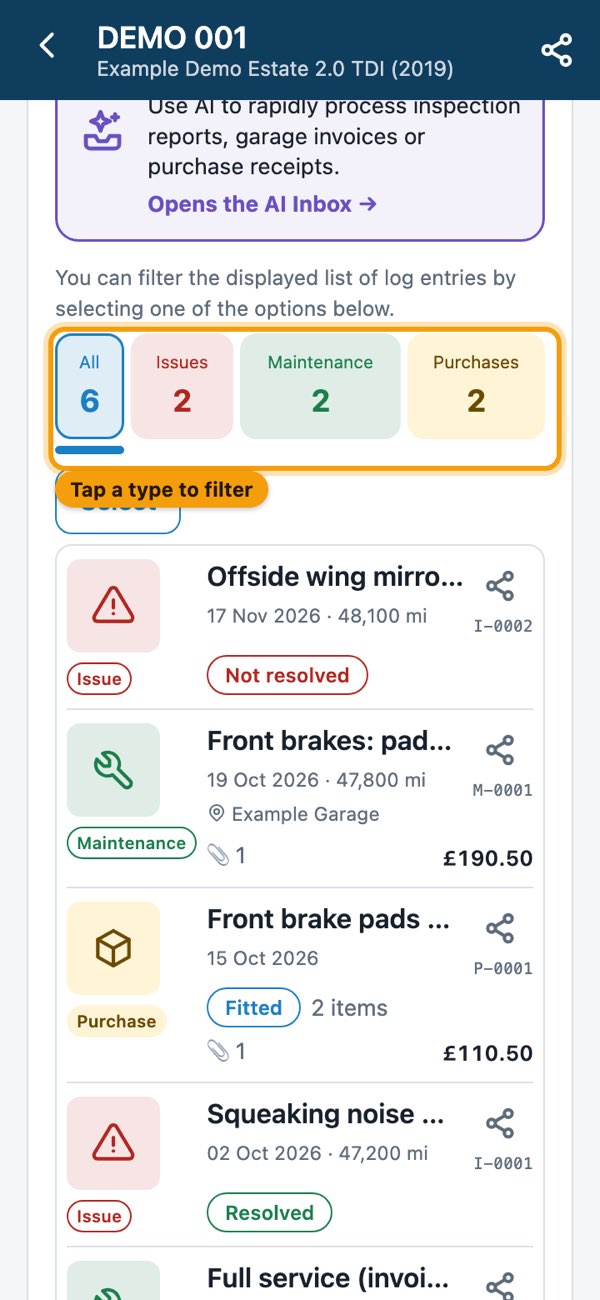 DEMO 001
Example Demo Estate 2.0 TDI (2019)
Use AI to rapidly process inspection
reports, garage invoices or
purchase receipts.
Opens the AI Inbox →
You can filter the displayed list of log entries by
selecting one of the options below.
All
6
Issues
2
Maintenance
2
Purchases
2
Tap a type to filter
Offside wing mirro...
17 Nov 2026 · 48,100 mi
I-0002
Issue
Not resolved
Front brakes: pad...
19 Oct 2026 · 47,800 mi
M-0001
Example Garage
Maintenance
1
£190.50
Front brake pads ...
15 Oct 2026
P-0001
Purchase
Fitted
2 items
1
£110.50
Squeaking noise ...
02 Oct 2026 · 47,200 mi
I-0001
Issue
Resolved
Full service (invoi...